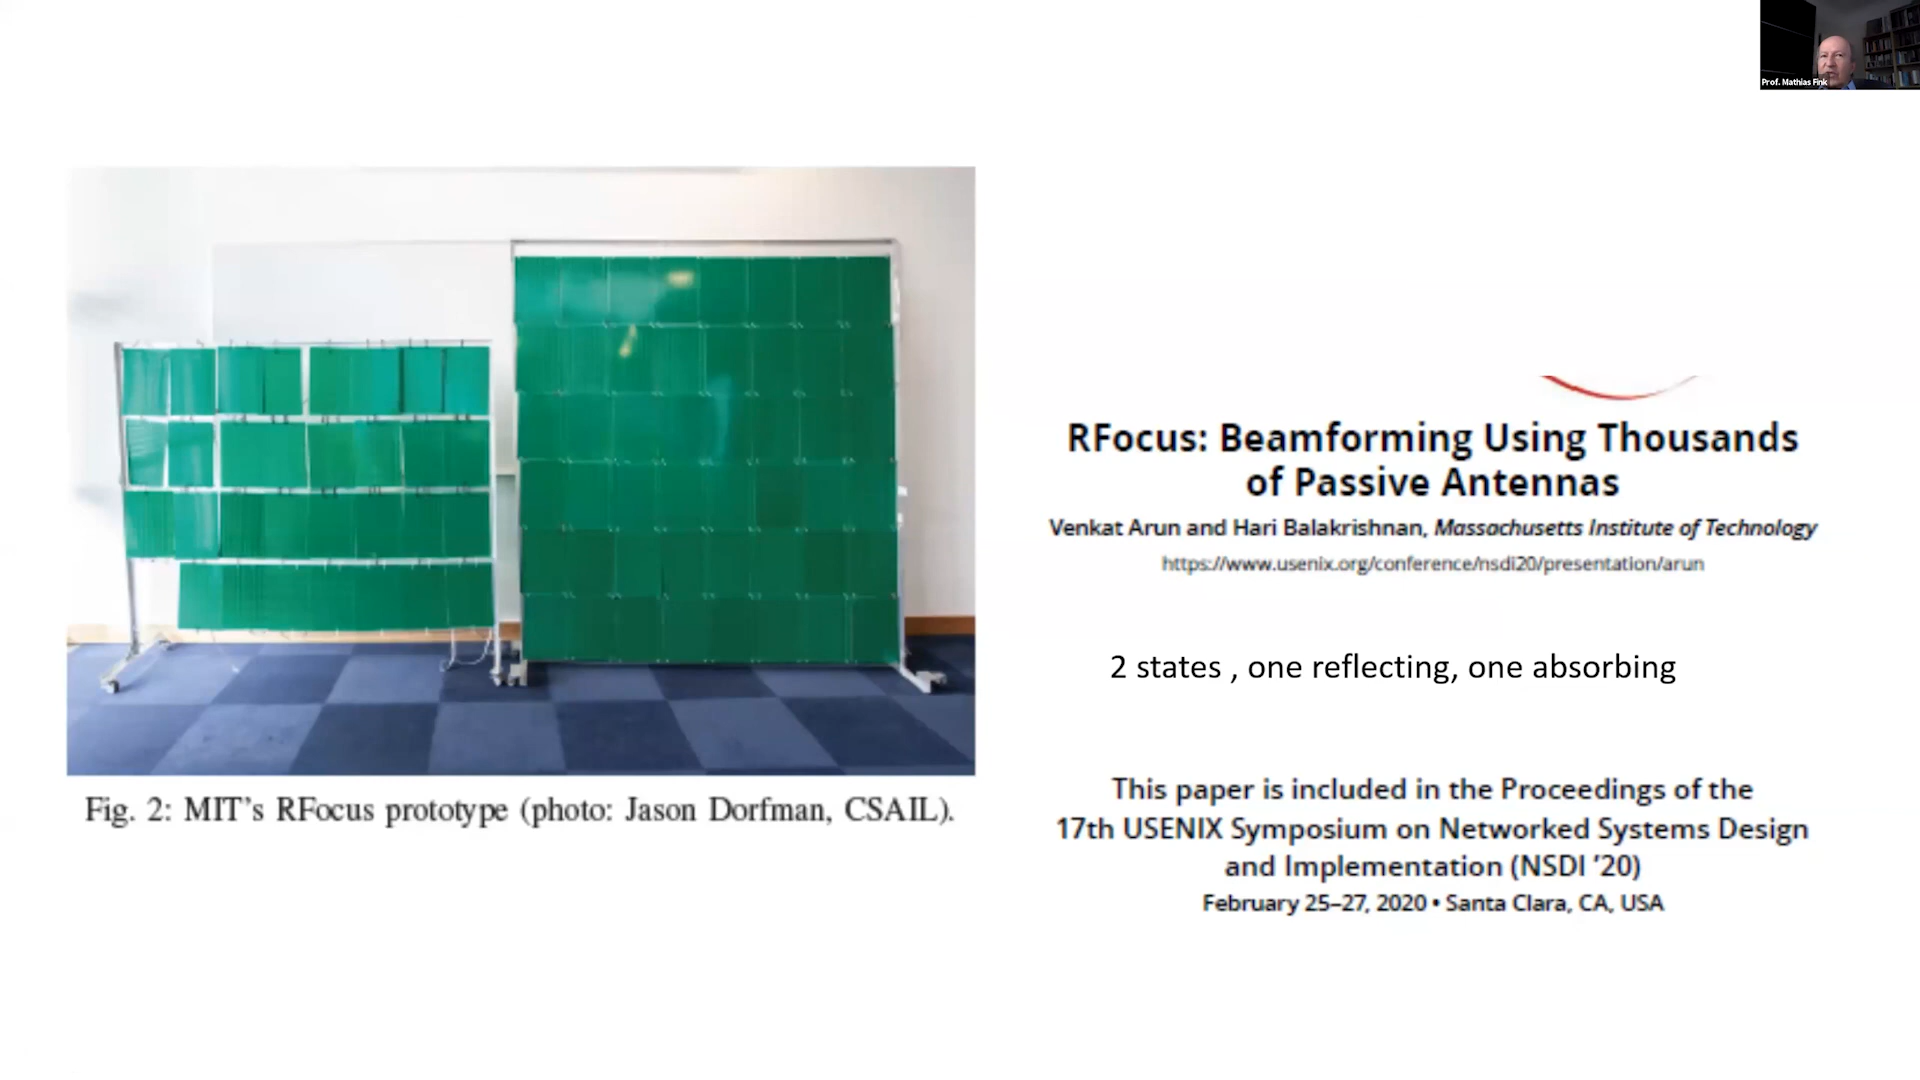 Prof. Mathias Fink
RFocus: Beamforming Using Thousands
of Passive Antennas
Venkat Arun and Hari Balakrishnan, Massachusetts Institute of Technology
https://www.usenix.org/conference/nsdi20/presentation/arun
2 states , one reflecting, one absorbing
This paper is included in the Proceedings of the
17th USENIX Symposium on Networked Systems Design
and Implementation (NSDI ’20)
February 25–27, 2020 • Santa Clara, CA, USA
Fig. 2: MIT’s RFocus prototype (photo: Jason Dorfman, CSAIL).